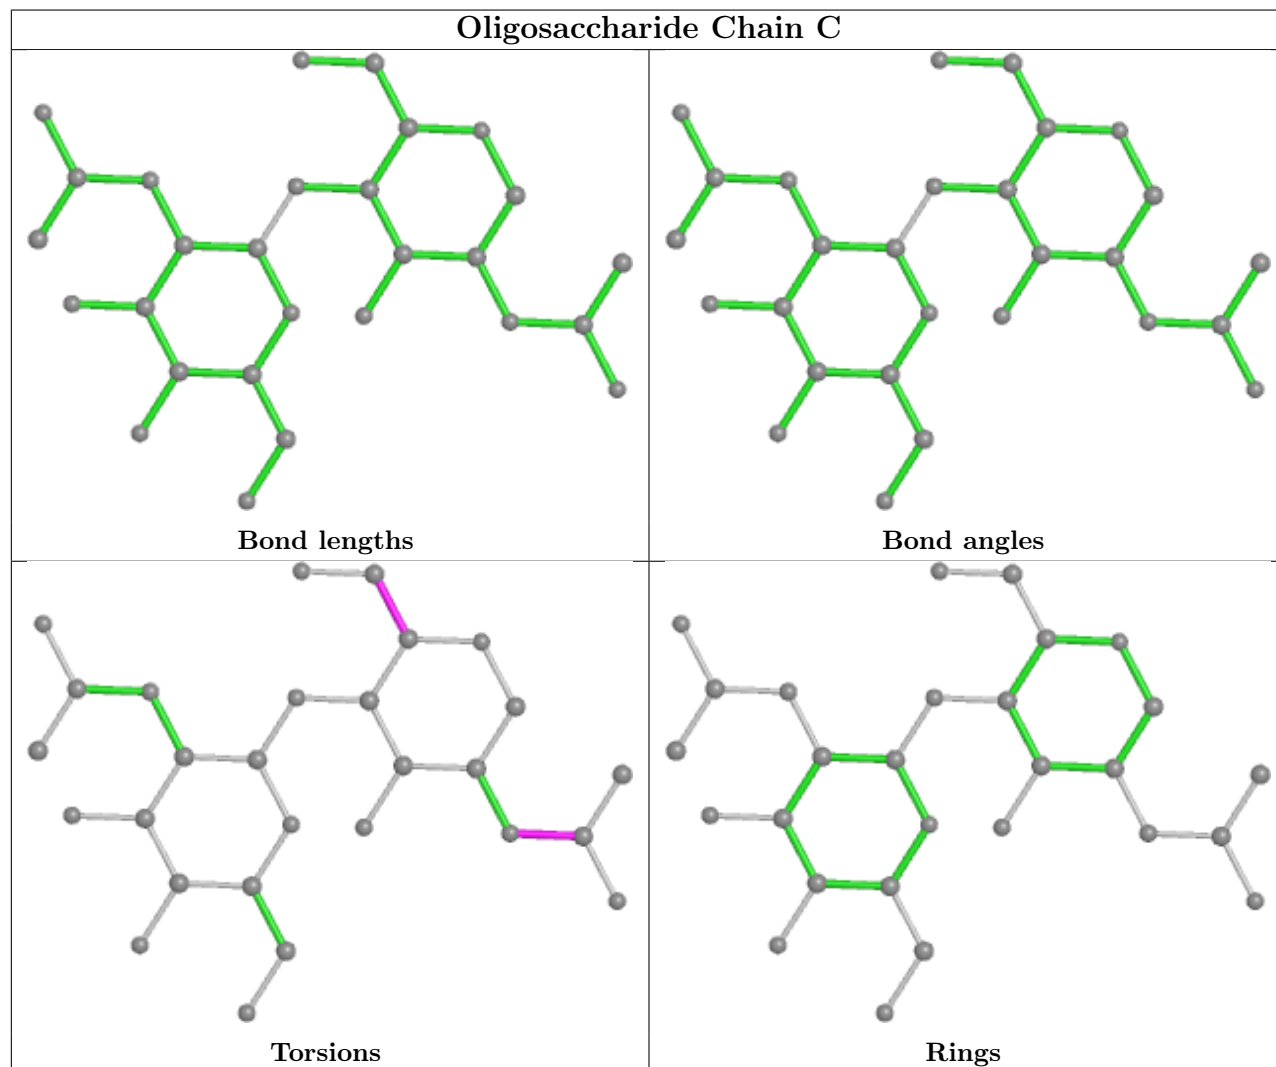 Oligosaccharide Chain C
Bond lengths
Bond angles
Torsions
Rings